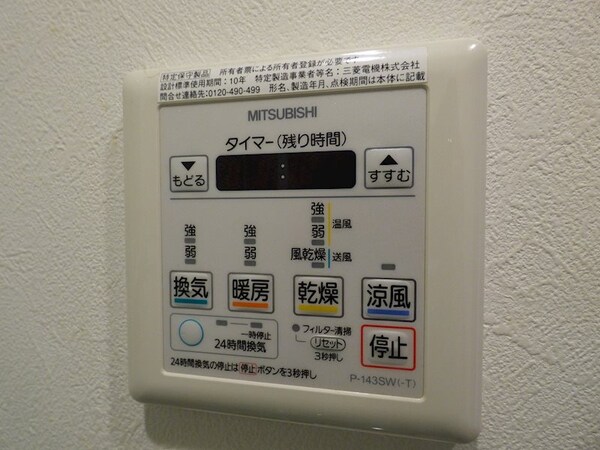 特定保守製品 所有者票による所有者登録が必要です
設計標準使用期間：10年 特定製造事業者等名：三菱電機株式会社
問合せ連絡先：0120-490-499 形名、製造年月、点検期間は本体に記載
MITSUBISHI
タイマー(残り時間)
▼
もどる
:
▲
すすむ
強
弱
強
弱
強
弱
温風
風乾燥
送風
換気
暖房
乾燥
涼風
一時停止
24時間換気
フィルター清掃
リセット
3秒押し
停止
24時間換気の停止は停止ボタンを3秒押し
P-143SW(-T)